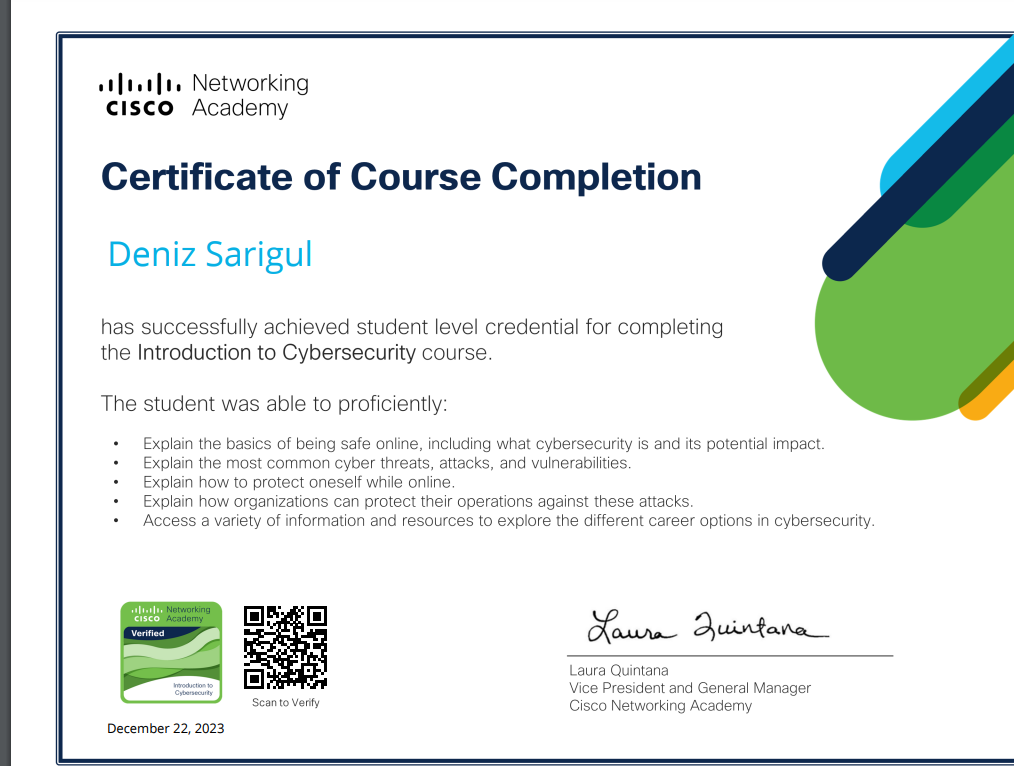 Networking
CISCO Academy
Certificate of Course Completion
Deniz Sarigul
has successfully achieved student level credential for completing
the Introduction to Cybersecurity course.
The student was able to proficiently:
• Explain the basics of being safe online, including what cybersecurity is and its potential impact.
• Explain the most common cyber threats, attacks, and vulnerabilities.
• Explain how to protect oneself while online.
• Explain how organizations can protect their operations against these attacks.
• Access a variety of information and resources to explore the different career options in cybersecurity.
Networking
CISCO Academy
Verified
Introduction to
Cybersecurity
Scan to Verify
December 22, 2023
Laura Quintana
Laura Quintana
Vice President and General Manager
Cisco Networking Academy